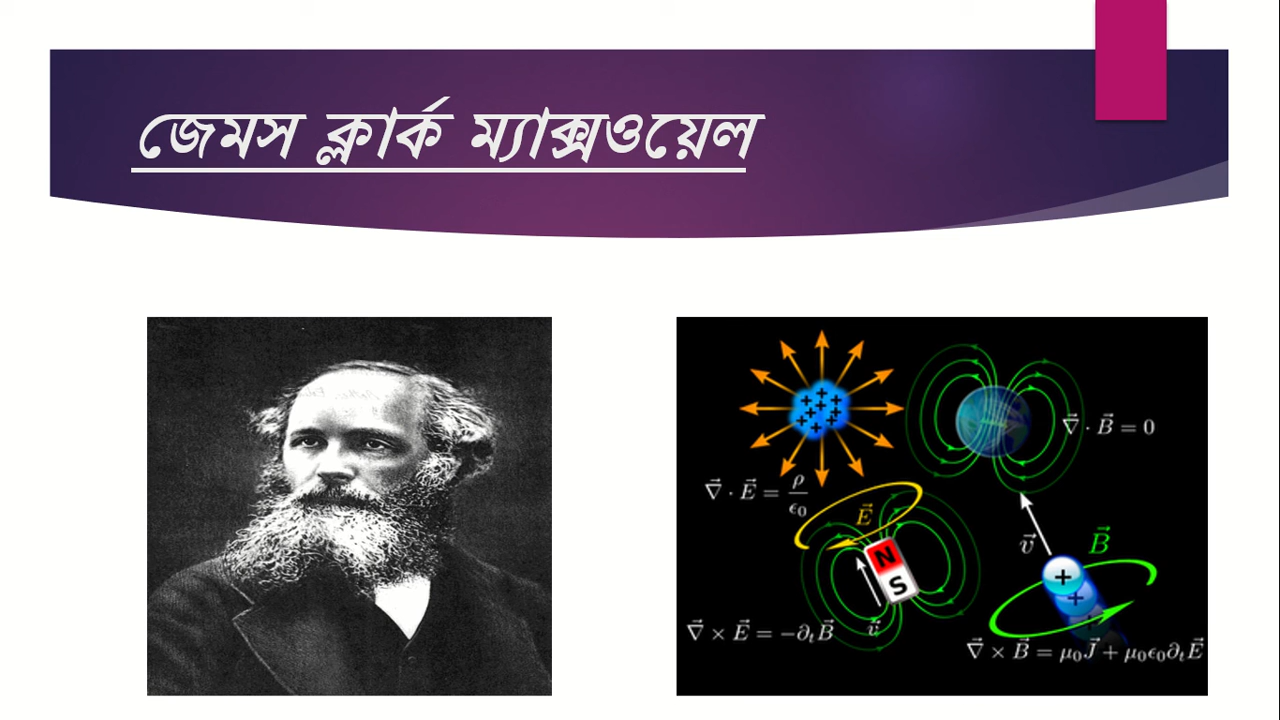 জেমস ক্লার্ক ম্যাক্সওয়েল
∇⃗ · B⃗ = 0
∇⃗ · E⃗ = ρ/ϵ₀
E⃗
N
S
v⃗
B⃗
v⃗
∇⃗ × E⃗ = −∂ₜB⃗
∇⃗ × B⃗ = μ₀J⃗ + μ₀ϵ₀∂ₜE⃗